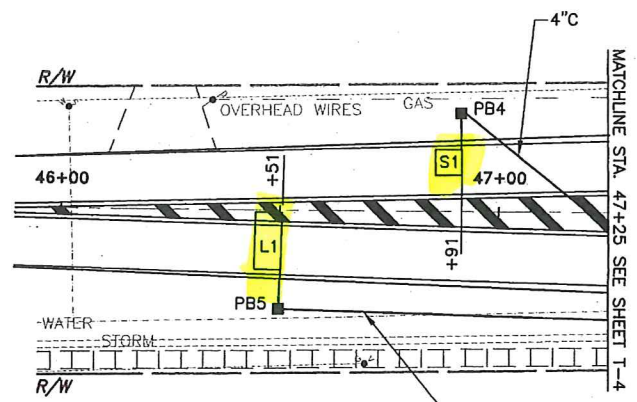 4"C
R/W
OVERHEAD WIRES
GAS
PB4
S1
+51
46+00
47+00
L1
+91
PB5
WATER
STORM
R/W
MATCHLINE STA. 47+25 SEE SHEET T-4